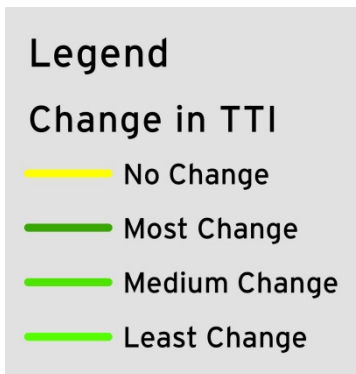 Legend
Change in TTI
No Change
Most Change
Medium Change
Least Change